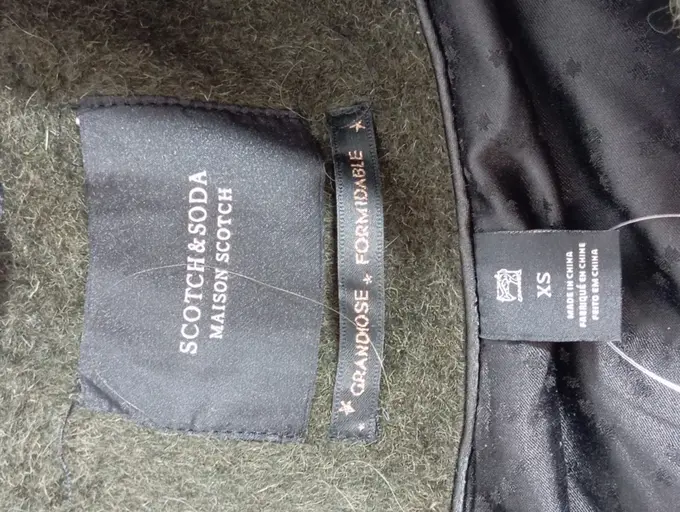 SCOTCH&SODA
MAISON SCOTCH
GRANDIOSE ★ FORMIDABLE
XS
MADE IN CHINA
FABRIQUÉ EN CHINE
FEITO EM CHINA